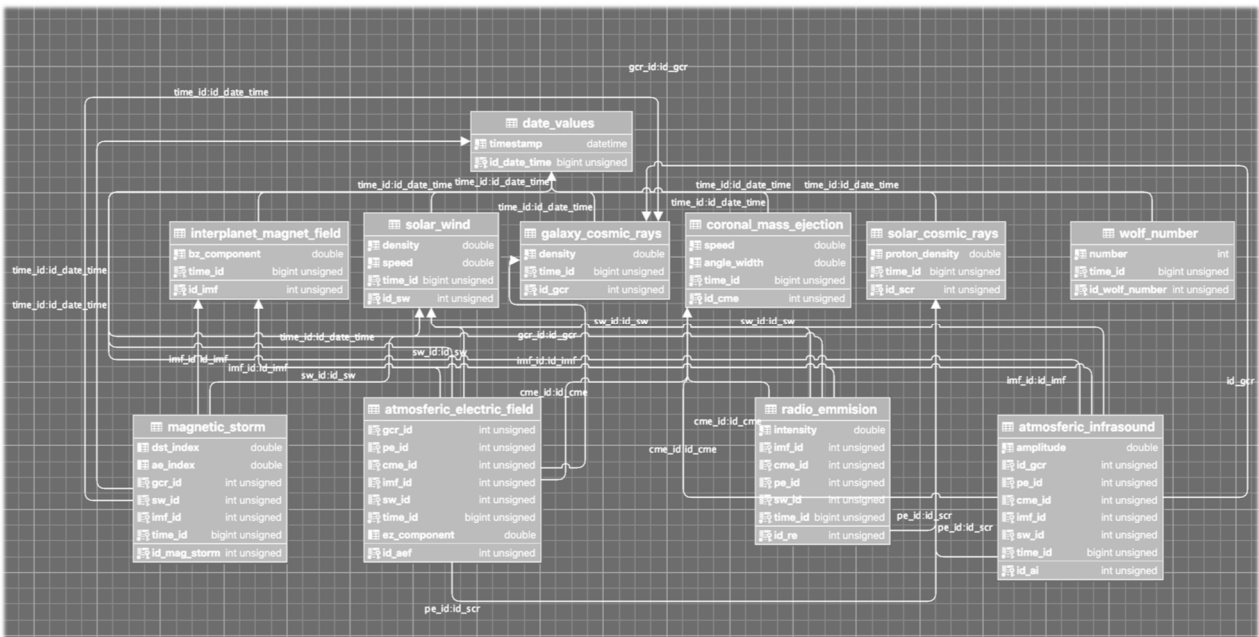 gcr_id:id_gcr
time_id:id_date_time
date_values
timestamp datetime
id_date_time bigint unsigned
time_id:id_date_time
time_id:id_date_time
time_id:id_date_time
time_id:id_date_time
time_id:id_date_time
time_id:id_date_time
interplanet_magnet_field
bz_component double
time_id bigint unsigned
id_imf int unsigned
solar_wind
density double
speed double
time_id bigint unsigned
id_sw int unsigned
galaxy_cosmic_rays
density double
time_id bigint unsigned
id_gcr int unsigned
coronal_mass_ejection
speed double
angle_width double
time_id bigint unsigned
id_cme int unsigned
solar_cosmic_rays
proton_density double
time_id bigint unsigned
id_scr int unsigned
wolf_number
number int
time_id bigint unsigned
id_wolf_number int unsigned
time_id:id_date_time
time_id:id_date_time
time_id:id_date_time
gcr_id:id_gcr
sw_id:id_sw
sw_id:id_sw
imf_id:id_imf
imf_id:id_imf
sw_id:id_sw
sw_id:id_sw
imf_id:id_imf
cme_id:id_cme
imf_id:id_imf
id_gcr
cme_id:id_cme
cme_id:id_cme
magnetic_storm
dst_index double
ae_index double
gcr_id int unsigned
sw_id int unsigned
imf_id int unsigned
time_id bigint unsigned
id_mag_storm int unsigned
atmosferic_electric_field
gcr_id int unsigned
pe_id int unsigned
cme_id int unsigned
imf_id int unsigned
sw_id int unsigned
time_id bigint unsigned
ez_component double
id_aef int unsigned
radio_emmision
intensity double
imf_id int unsigned
cme_id int unsigned
pe_id int unsigned
sw_id int unsigned
time_id bigint unsigned
id_re int unsigned
atmosferic_infrasound
amplitude double
id_gcr int unsigned
pe_id int unsigned
cme_id int unsigned
imf_id int unsigned
sw_id int unsigned
time_id bigint unsigned
id_ai int unsigned
pe_id:id_scr
pe_id:id_scr
pe_id:id_scr